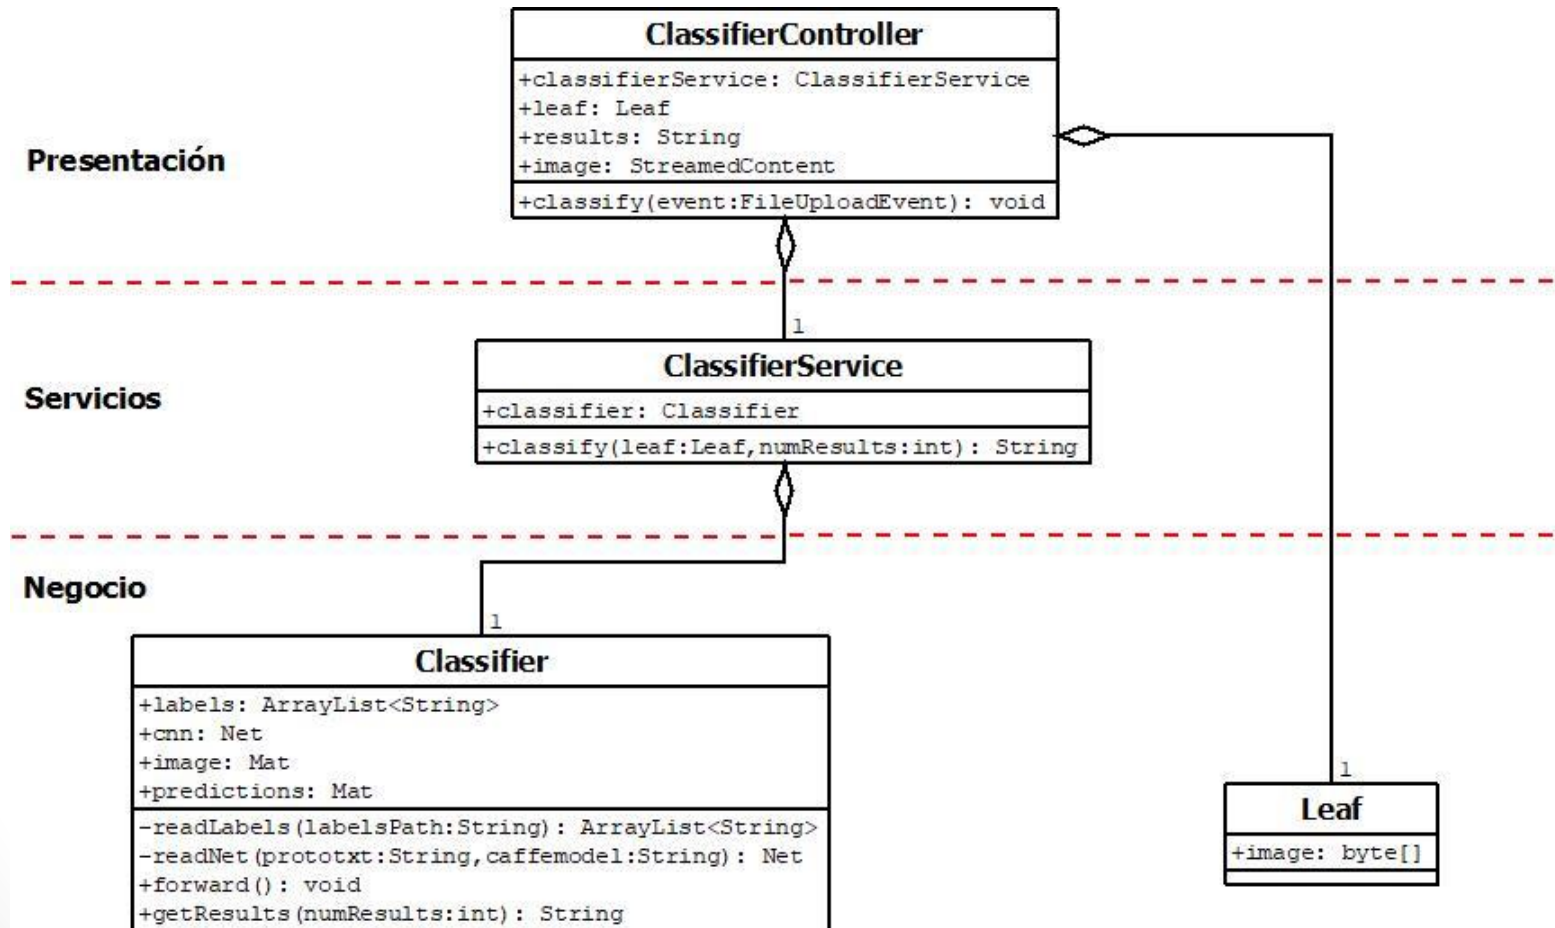 ClassifierController
+classifierService: ClassifierService
+leaf: Leaf
+results: String
+image: StreamedContent
+classify(event:FileUploadEvent): void
Presentación
1
ClassifierService
+classifier: Classifier
+classify(leaf:Leaf,numResults:int): String
Servicios
Negocio
1
Classifier
+labels: ArrayList<String>
+cnn: Net
+image: Mat
+predictions: Mat
-readLabels(labelsPath:String): ArrayList<String>
-readNet(prototxt:String,caffemodel:String): Net
+forward(): void
+getResults(numResults:int): String
1
Leaf
+image: byte[]